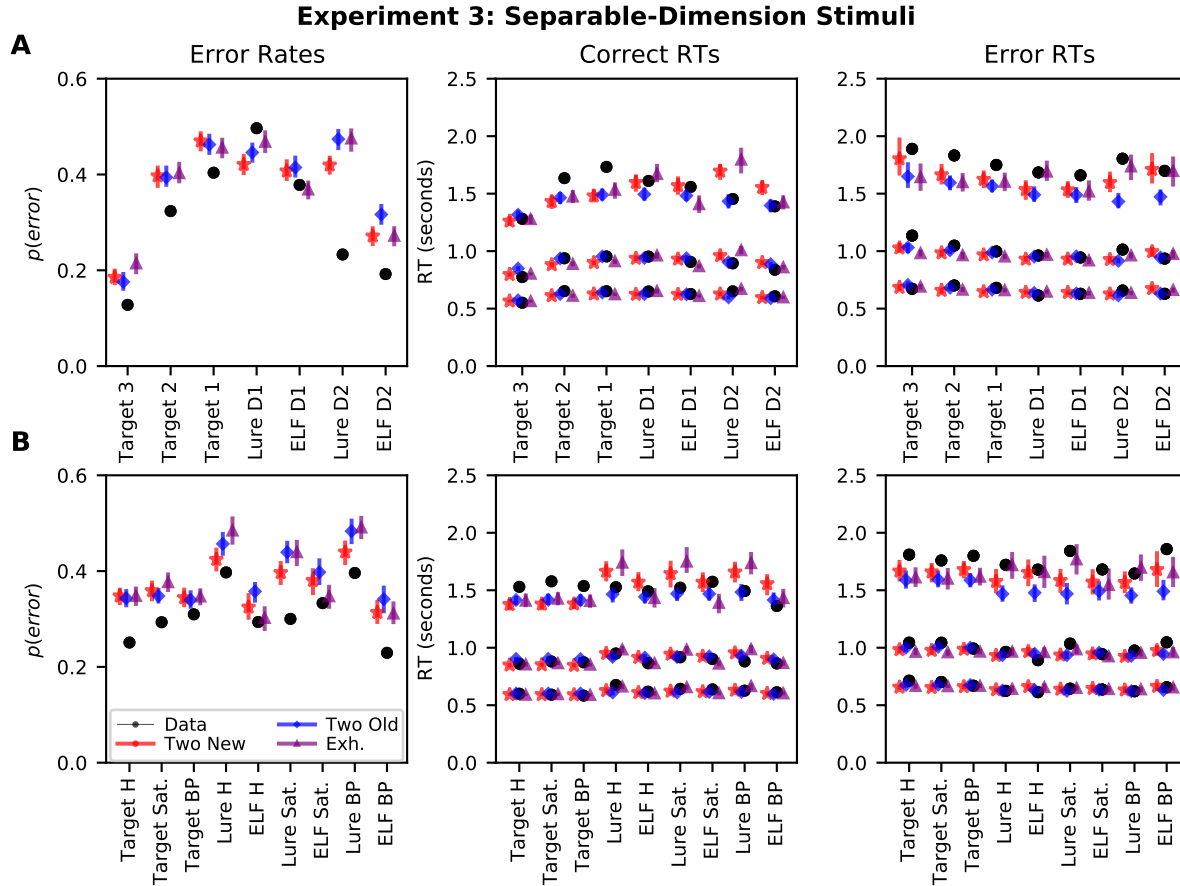 Experiment 3: Separable-Dimension Stimuli
A
Error Rates
Correct RTs
Error RTs
p(error)
0.6
0.4
0.2
0.0
Target 3
Target 2
Target 1
Lure D1
ELF D1
Lure D2
ELF D2
RT (seconds)
2.5
2.0
1.5
1.0
0.5
0.0
Target 3
Target 2
Target 1
Lure D1
ELF D1
Lure D2
ELF D2
2.5
2.0
1.5
1.0
0.5
0.0
Target 3
Target 2
Target 1
Lure D1
ELF D1
Lure D2
ELF D2
B
p(error)
0.6
0.4
0.2
0.0
Data
Two New
Two Old
Exh.
Target H
Target Sat.
Target BP
Lure H
ELF H
Lure Sat.
ELF Sat.
Lure BP
ELF BP
RT (seconds)
2.5
2.0
1.5
1.0
0.5
0.0
Target H
Target Sat.
Target BP
Lure H
ELF H
Lure Sat.
ELF Sat.
Lure BP
ELF BP
2.5
2.0
1.5
1.0
0.5
0.0
Target H
Target Sat.
Target BP
Lure H
ELF H
Lure Sat.
ELF Sat.
Lure BP
ELF BP